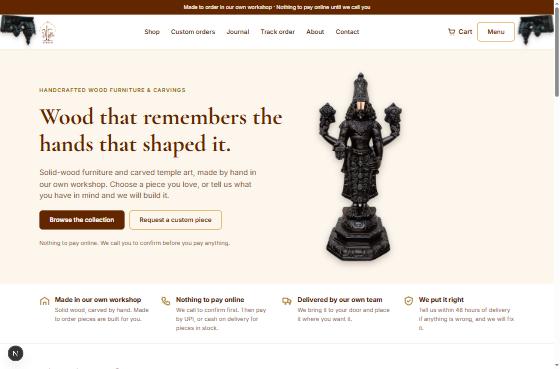 Made to order in our own workshop · Nothing to pay online until we call you
Shop Custom orders Journal Track order About Contact Cart Menu
HANDCRAFTED WOOD FURNITURE & CARVINGS
Wood that remembers the
hands that shaped it.
Solid-wood furniture and carved temple art, made by hand in
our own workshop. Choose a piece you love, or tell us what
you have in mind and we will build it.
Browse the collection Request a custom piece
Nothing to pay online. We call you to confirm before you pay anything.
Made in our own workshop
Solid wood, carved by hand. Made
to order pieces are built for you.
Nothing to pay online
We call to confirm first. Then pay
by UPI, or cash on delivery for
pieces in stock.
Delivered by our own team
We bring it to your door and place
it where you want it.
We put it right
Tell us within 48 hours of delivery
if anything is wrong, and we will fix
it.
N